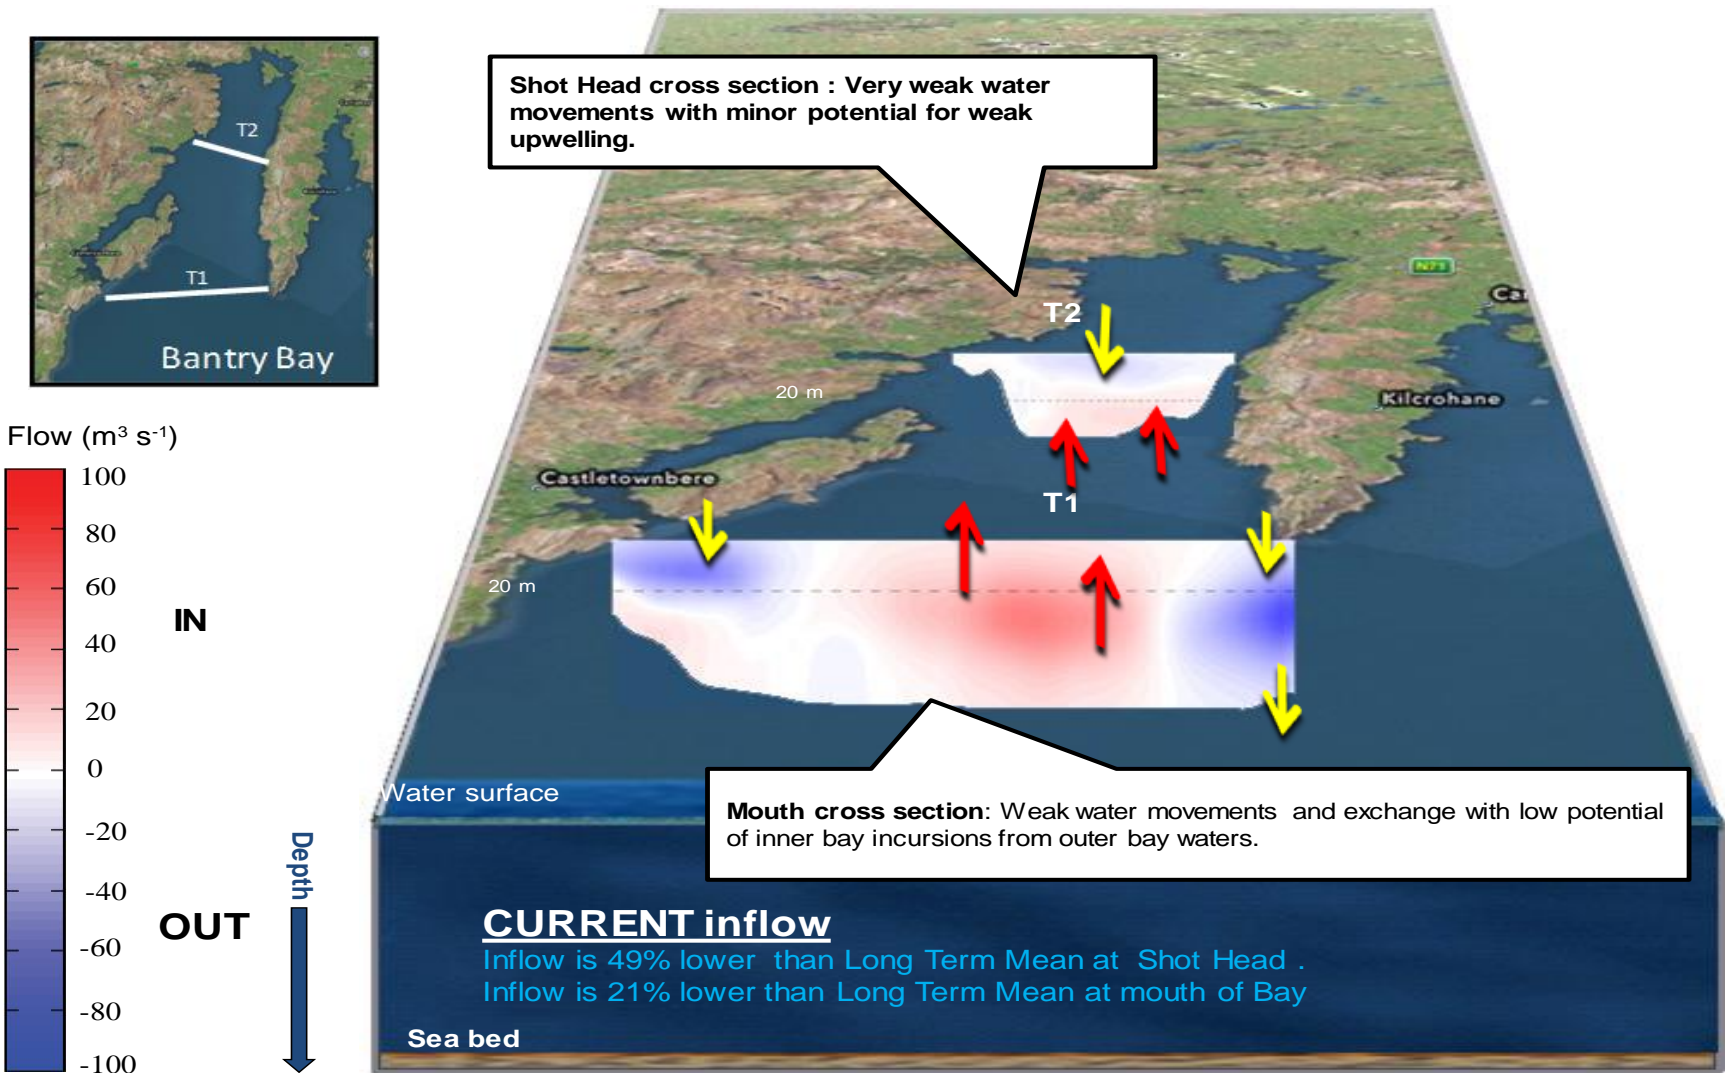 T2
T1
Bantry Bay
Shot Head cross section : Very weak water
movements with minor potential for weak
upwelling.
N71
T2
20 m
Kilcrohane
Flow (m³ s⁻¹)
100
80
60
40
20
0
-20
-40
-60
-80
-100
IN
OUT
Castletownbere
T1
20 m
Water surface
Depth
Mouth cross section: Weak water movements and exchange with low potential
of inner bay incursions from outer bay waters.
CURRENT inflow
Inflow is 49% lower than Long Term Mean at Shot Head .
Inflow is 21% lower than Long Term Mean at mouth of Bay
Sea bed